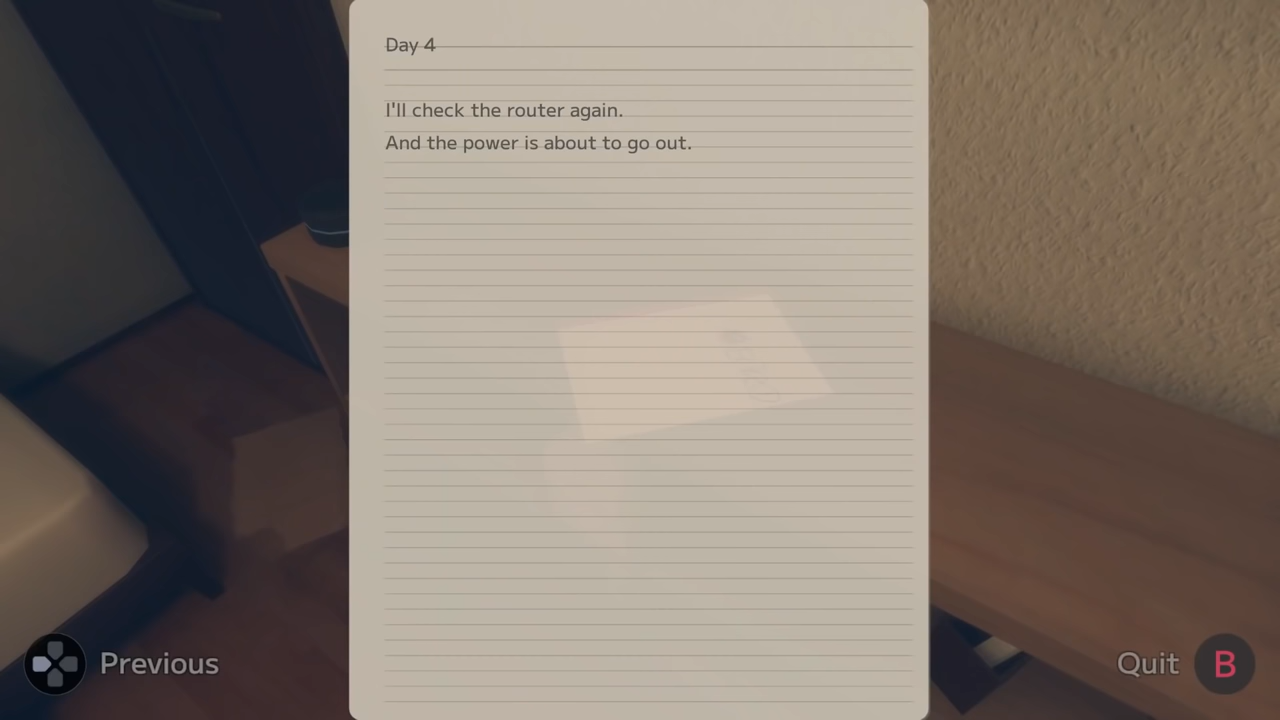 Day 4
I'll check the router again.
And the power is about to go out.
Previous
Quit B